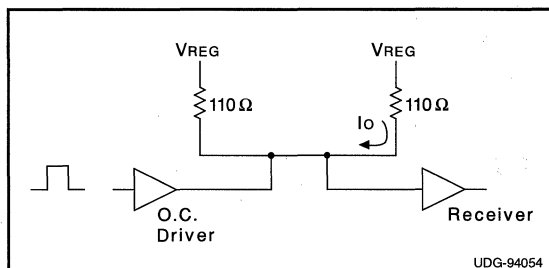 VREG VREG
110Ω 110Ω
Io
O.C.
Driver
Receiver
UDG-94054